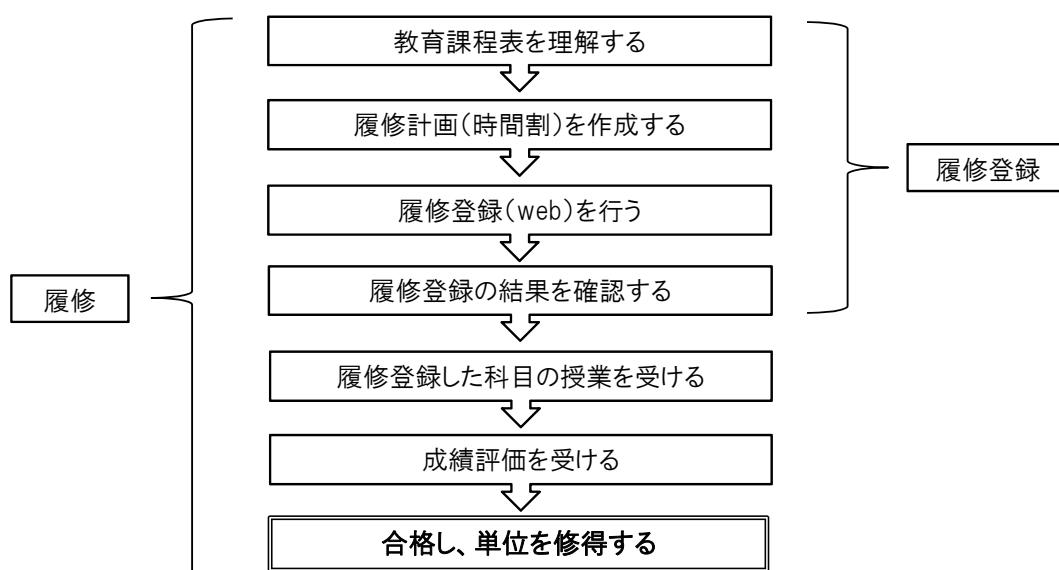 教育課程表を理解する
履修計画(時間割)を作成する
履修登録
履修登録(web)を行う
履修登録の結果を確認する
履修
履修登録した科目の授業を受ける
成績評価を受ける
合格し、単位を修得する